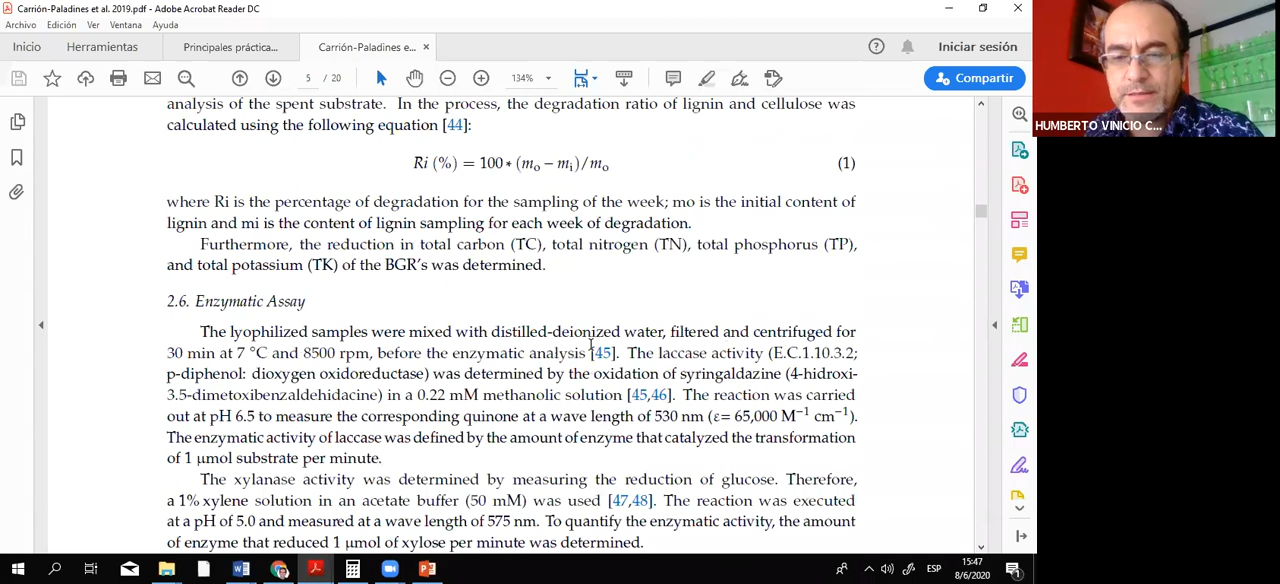 Carrión-Paladines et al. 2019.pdf - Adobe Acrobat Reader DC
Archivo Edición Ver Ventana Ayuda
Inicio Herramientas Principales práctica... Carrión-Paladines e... × Iniciar sesión
5 / 20 134% Compartir
HUMBERTO VINICIO C...
analysis of the spent substrate. In the process, the degradation ratio of lignin and cellulose was
calculated using the following equation [44]:
Ri (%) = 100 * (mo − mi)/mo (1)
where Ri is the percentage of degradation for the sampling of the week; mo is the initial content of
lignin and mi is the content of lignin sampling for each week of degradation.
Furthermore, the reduction in total carbon (TC), total nitrogen (TN), total phosphorus (TP),
and total potassium (TK) of the BGR's was determined.
2.6. Enzymatic Assay
The lyophilized samples were mixed with distilled-deionized water, filtered and centrifuged for
30 min at 7 °C and 8500 rpm, before the enzymatic analysis [45]. The laccase activity (E.C.1.10.3.2;
p-diphenol: dioxygen oxidoreductase) was determined by the oxidation of syringaldazine (4-hidroxi-
3.5-dimetoxibenzaldehidacine) in a 0.22 mM methanolic solution [45,46]. The reaction was carried
out at pH 6.5 to measure the corresponding quinone at a wave length of 530 nm (ε= 65,000 M−1 cm−1).
The enzymatic activity of laccase was defined by the amount of enzyme that catalyzed the transformation
of 1 µmol substrate per minute.
The xylanase activity was determined by measuring the reduction of glucose. Therefore,
a 1% xylene solution in an acetate buffer (50 mM) was used [47,48]. The reaction was executed
at a pH of 5.0 and measured at a wave length of 575 nm. To quantify the enzymatic activity, the amount
of enzyme that reduced 1 µmol of xylose per minute was determined.
ESP
15:47
8/6/2020
1